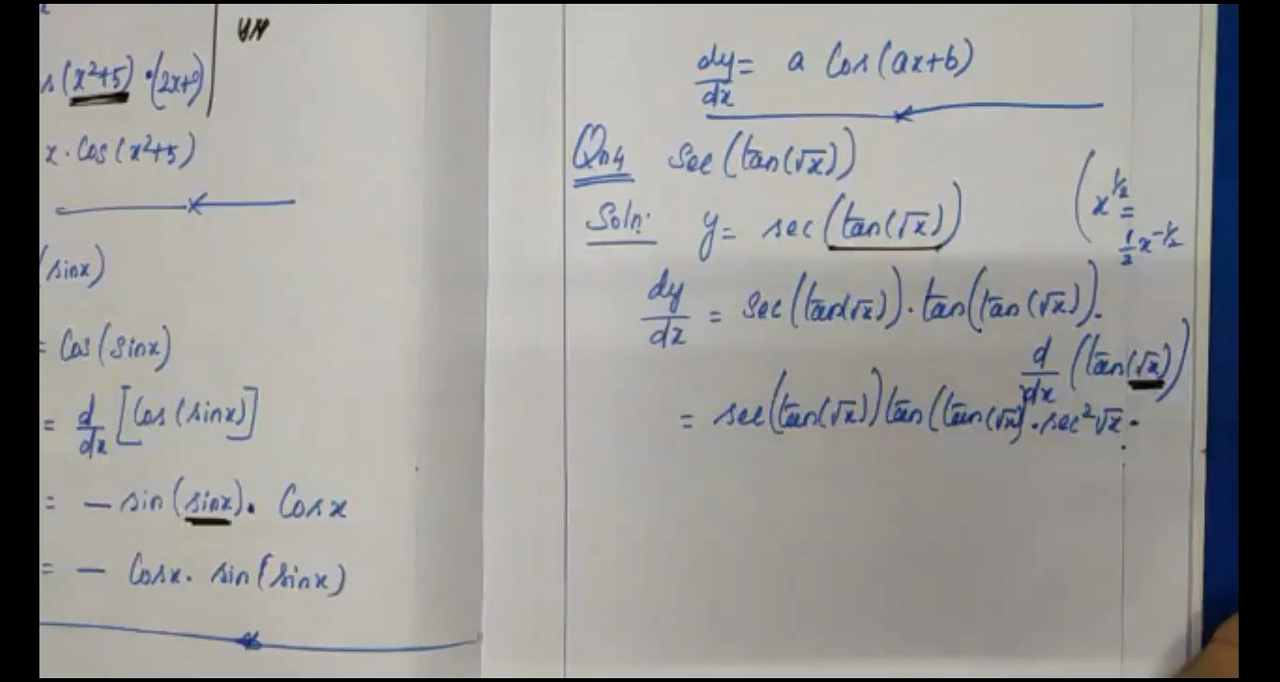 s(x²+5)·(2x+0)
x·Cos(x²+5)
(sinx)
= Cos(sinx)
= d/dx [Cos(sinx)]
= – sin(sinx). Cosx
= – Cosx. sin(sinx)
dy/dx = a Cos(ax+b)
Qn4 Sec(tan(√x))
Soln: y = sec(tan(√x))
(x^1/2 = 1/2 x^-1/2
dy/dx = sec(tan(√x)).tan(tan(√x)).
d/dx (tan(√x))
= sec(tan(√x))tan(tan(√x).sec²√x.